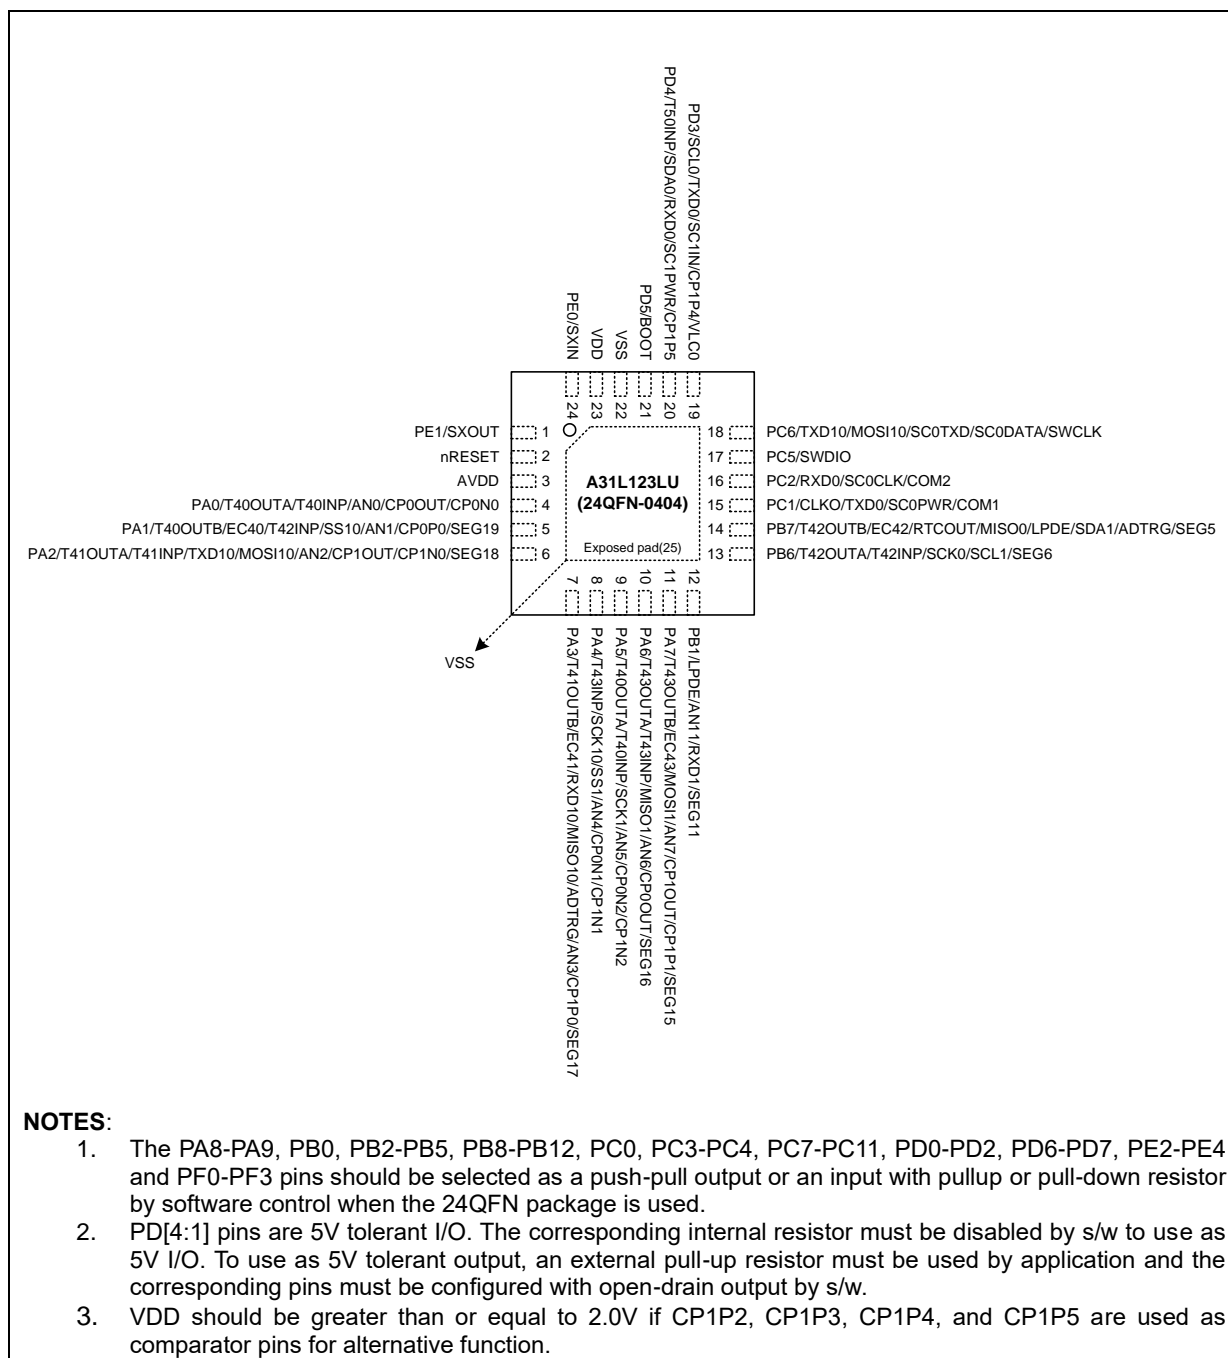 PD4/T50INP/SDA0/RXD0/SC1PWR/CP1P5
PD3/SCL0/TXD0/SC1IN/CP1P4/VLC0
PE0/SXIN
VDD
VSS
PD5/BOOT
24
23
22
21
20
19
PE1/SXOUT 1
nRESET 2
AVDD 3
PA0/T40OUTA/T40INP/AN0/CP0OUT/CP0N0 4
PA1/T40OUTB/EC40/T42INP/SS10/AN1/CP0P0/SEG19 5
PA2/T41OUTA/T41INP/TXD10/MOSI10/AN2/CP1OUT/CP1N0/SEG18 6
A31L123LU
(24QFN-0404)
Exposed pad(25)
18 PC6/TXD10/MOSI10/SC0TXD/SC0DATA/SWCLK
17 PC5/SWDIO
16 PC2/RXD0/SC0CLK/COM2
15 PC1/CLKO/TXD0/SC0PWR/COM1
14 PB7/T42OUTB/EC42/RTCOUT/MISO0/LPDE/SDA1/ADTRG/SEG5
13 PB6/T42OUTA/T42INP/SCK0/SCL1/SEG6
7
8
9
10
11
12
VSS
PA3/T41OUTB/EC41/RXD10/MISO10/ADTRG/AN3/CP1P0/SEG17
PA4/T43INP/SCK10/SS1/AN4/CP0N1/CP1N1
PA5/T40OUTA/T40INP/SCK1/AN5/CP0N2/CP1N2
PA6/T43OUTA/T43INP/MISO1/AN6/CP0OUT/SEG16
PA7/T43OUTB/EC43/MOSI1/AN7/CP1OUT/CP1P1/SEG15
PB1/LPDE/AN11/RXD1/SEG11
NOTES:
1. The PA8-PA9, PB0, PB2-PB5, PB8-PB12, PC0, PC3-PC4, PC7-PC11, PD0-PD2, PD6-PD7, PE2-PE4
and PF0-PF3 pins should be selected as a push-pull output or an input with pullup or pull-down resistor
by software control when the 24QFN package is used.
2. PD[4:1] pins are 5V tolerant I/O. The corresponding internal resistor must be disabled by s/w to use as
5V I/O. To use as 5V tolerant output, an external pull-up resistor must be used by application and the
corresponding pins must be configured with open-drain output by s/w.
3. VDD should be greater than or equal to 2.0V if CP1P2, CP1P3, CP1P4, and CP1P5 are used as
comparator pins for alternative function.